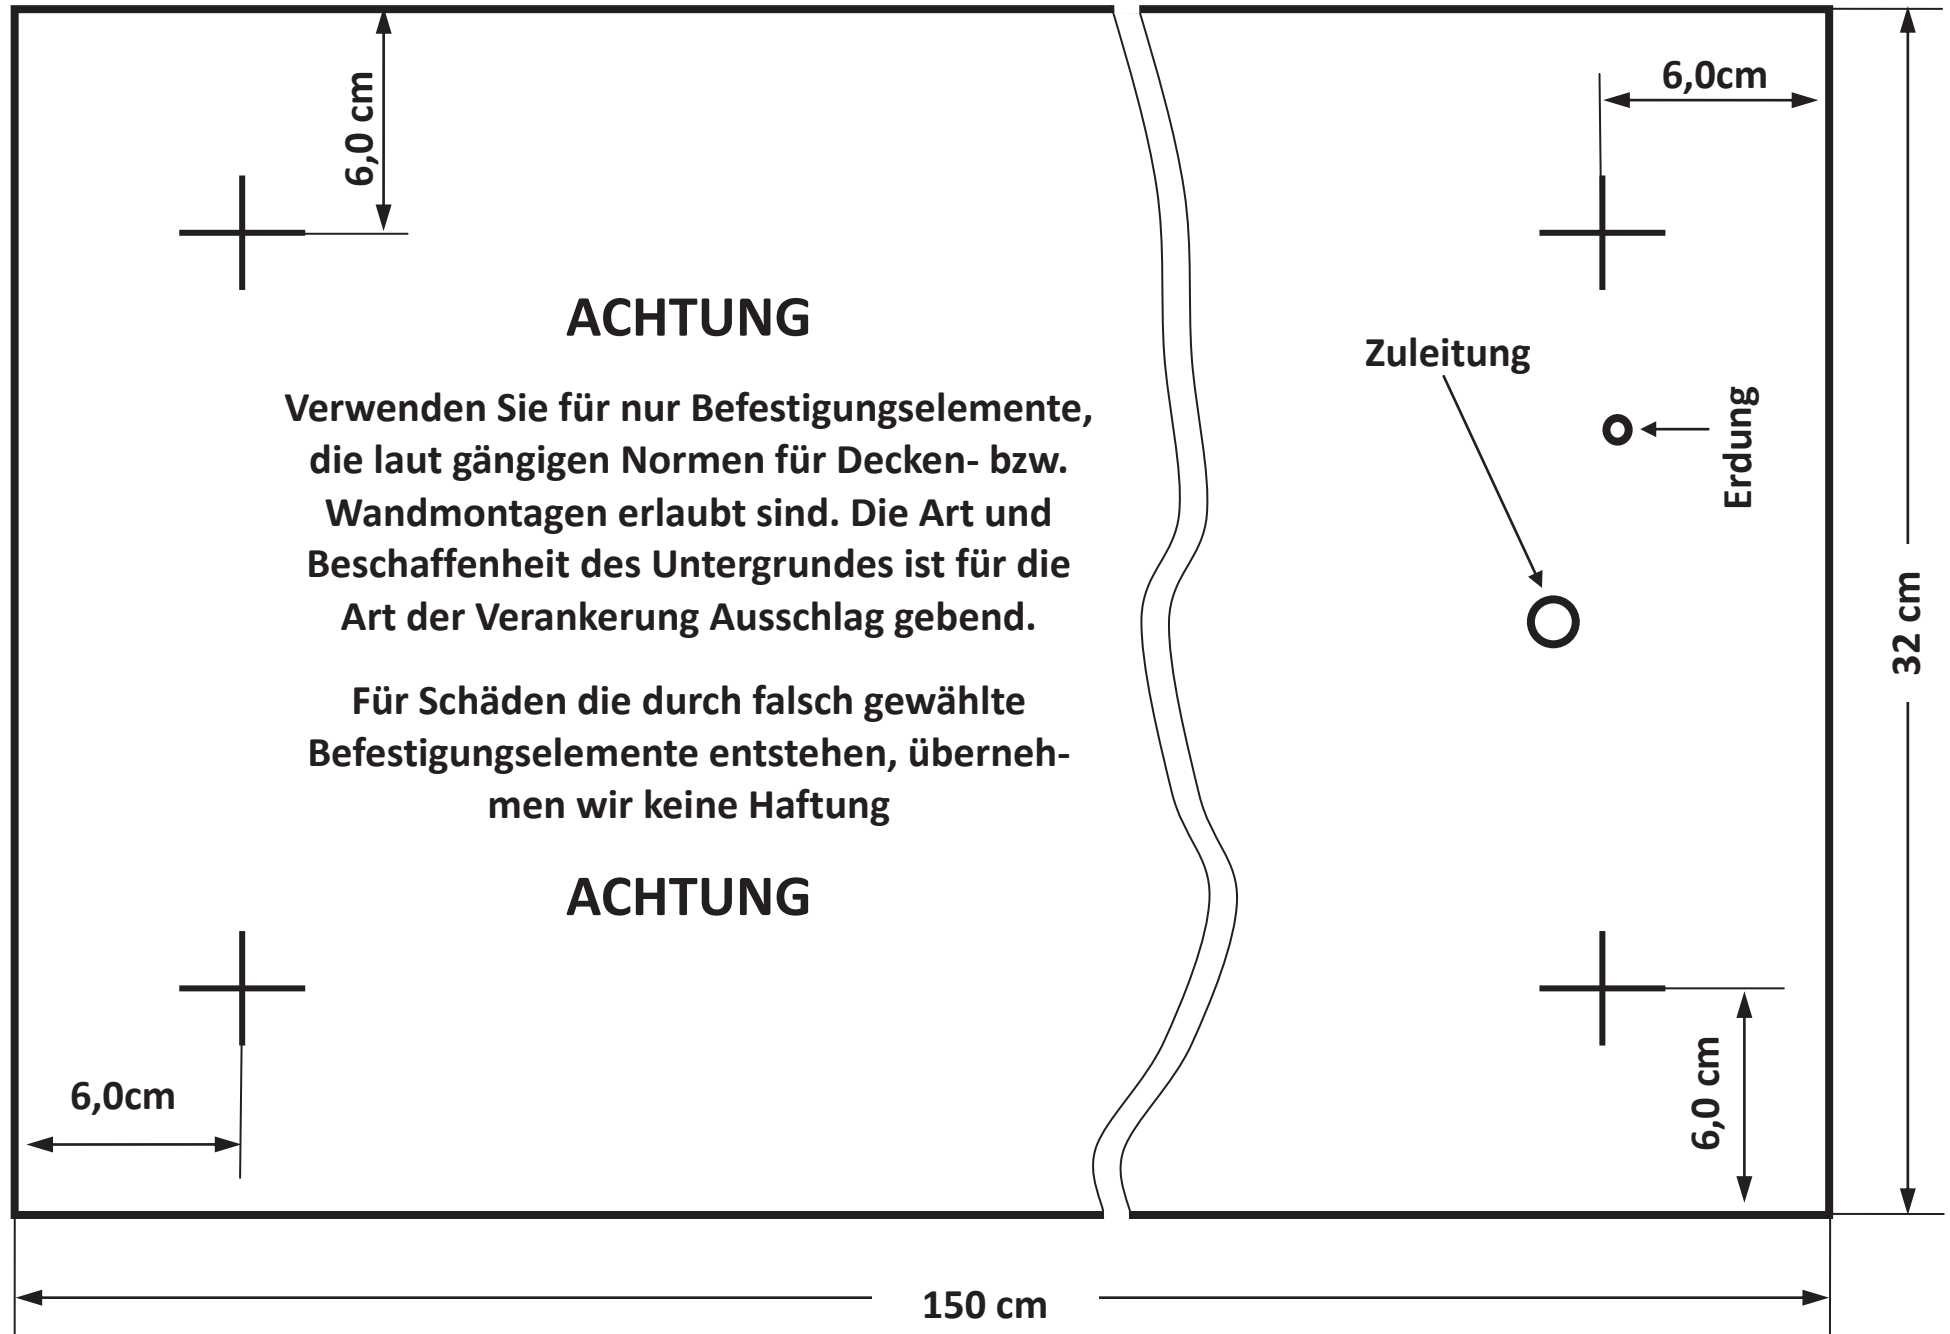 6,0 cm
6,0cm
ACHTUNG
Verwenden Sie für nur Befestigungselemente,
die laut gängigen Normen für Decken- bzw.
Wandmontagen erlaubt sind. Die Art und
Beschaffenheit des Untergrundes ist für die
Art der Verankerung Ausschlag gebend.
Für Schäden die durch falsch gewählte
Befestigungselemente entstehen, überneh-
men wir keine Haftung
ACHTUNG
Zuleitung
Erdung
32 cm
6,0cm
6,0 cm
150 cm